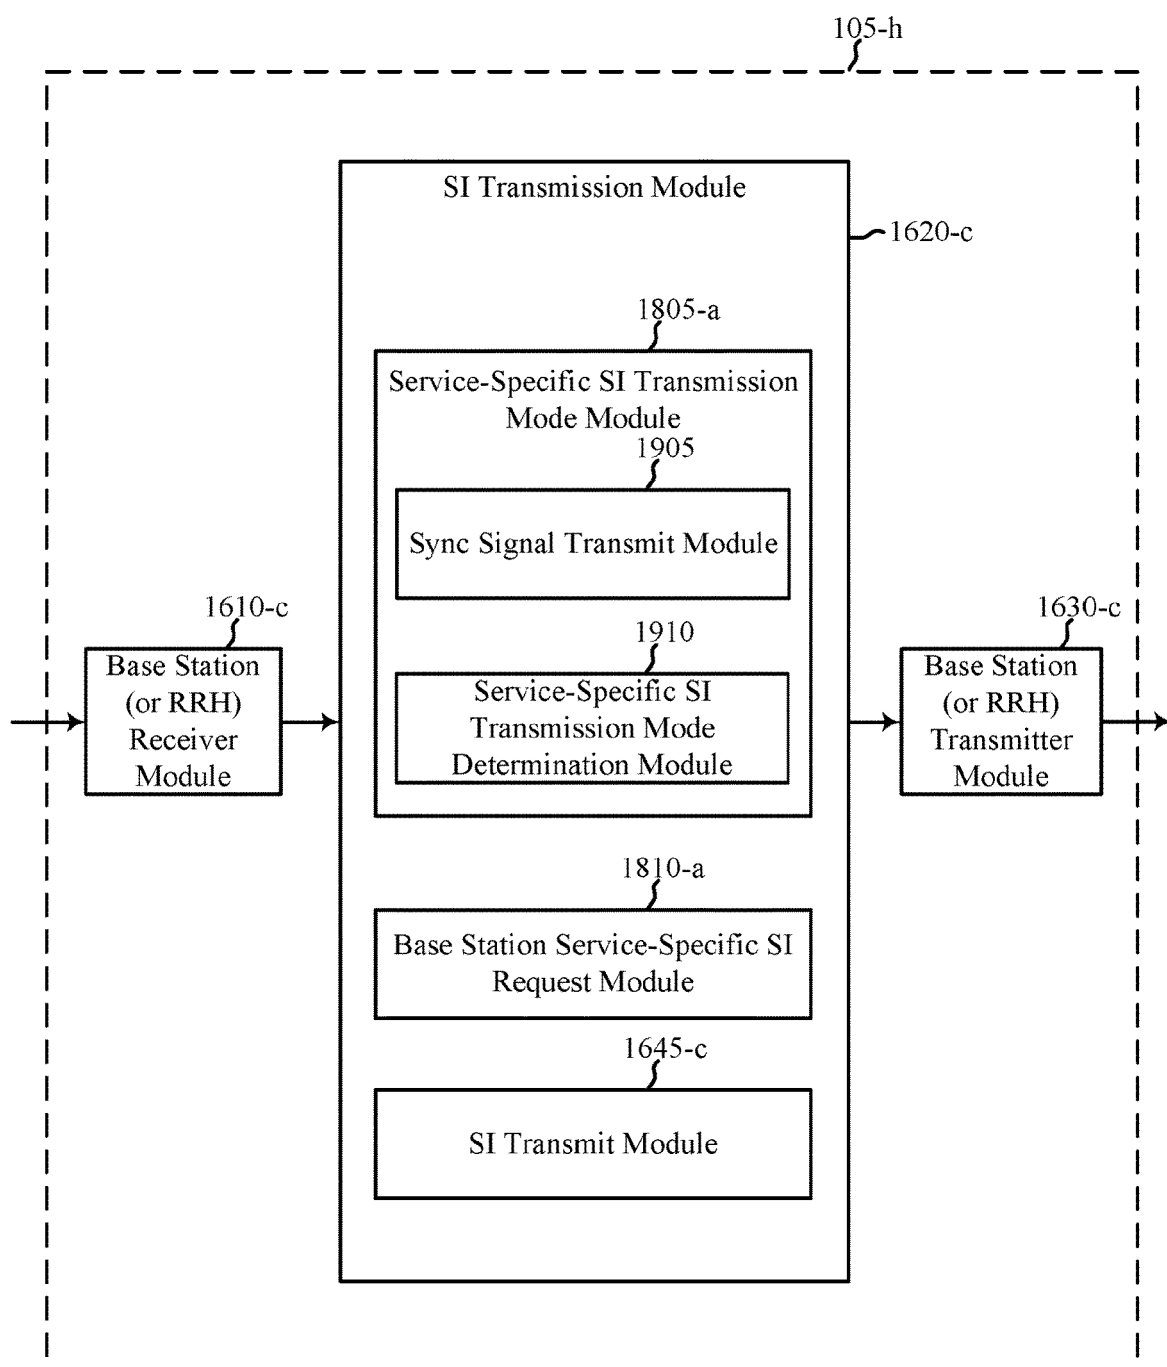 105-h
SI Transmission Module
1620-c
1805-a
Service-Specific SI Transmission
Mode Module
1905
Sync Signal Transmit Module
1610-c
Base Station
(or RRH)
Receiver
Module
1910
Service-Specific SI
Transmission Mode
Determination Module
1630-c
Base Station
(or RRH)
Transmitter
Module
1810-a
Base Station Service-Specific SI
Request Module
1645-c
SI Transmit Module